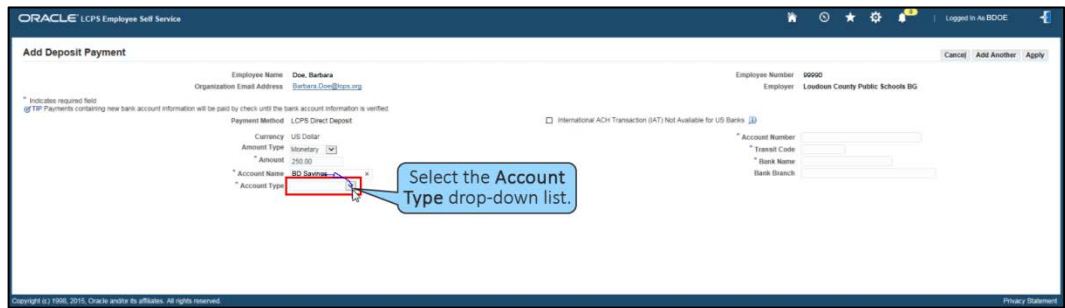 ORACLE® LCPS Employee Self Service
Logged In As BDOE
Add Deposit Payment
Cancel Add Another Apply
Employee Name Doe, Barbara
Employee Number 99990
Organization Email Address Barbara.Doe@lcps.org
Employer Loudoun County Public Schools BG
* Indicates required field
TIP Payments containing new bank account information will be paid by check until the bank account information is verified.
Payment Method LCPS Direct Deposit
International ACH Transaction (IAT) Not Available for US Banks
Currency US Dollar
* Account Number
Amount Type Monetary
* Transit Code
* Amount 250.00
* Bank Name
* Account Name BD Savings ×
Bank Branch
* Account Type
Select the Account
Type drop-down list.
Copyright (c) 1998, 2015, Oracle and/or its affiliates. All rights reserved.
Privacy Statement